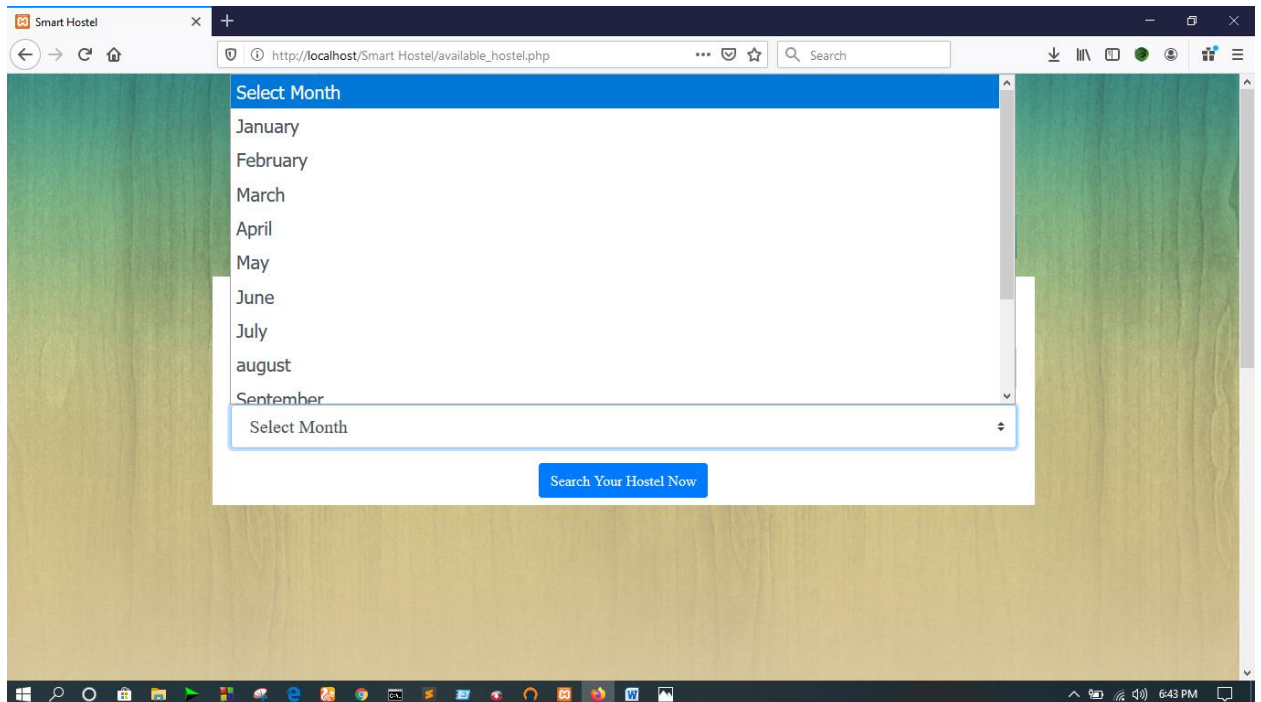 Smart Hostel
http://localhost/Smart Hostel/available_hostel.php
Search
Select Month
January
February
March
April
May
June
July
august
September
Select Month
Search Your Hostel Now
6:43 PM